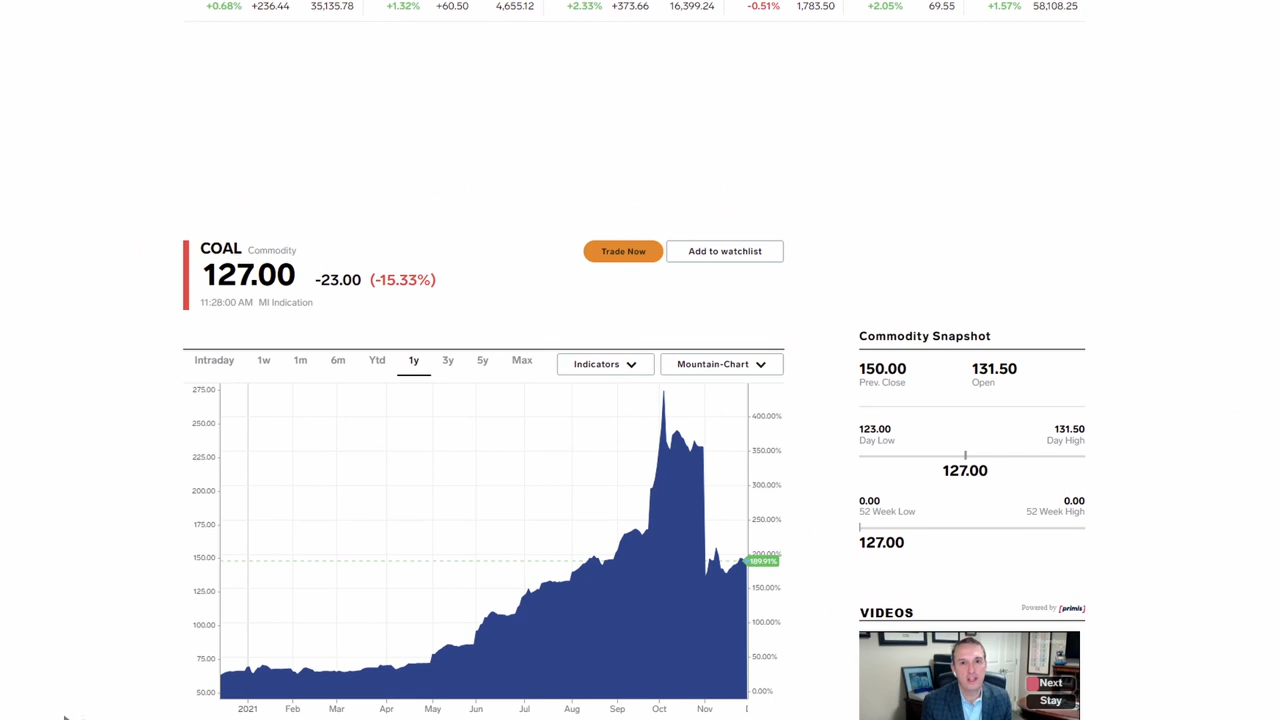 +0.68% +236.44 35,135.78 +1.32% +60.50 4,655.12 +2.33% +373.66 16,399.24 -0.51% 1,783.50 +2.05% 69.55 +1.57% 58,108.25
COAL Commodity
127.00 -23.00 (-15.33%)
11:28:00 AM MI Indication
Trade Now Add to watchlist
Intraday 1w 1m 6m Ytd 1y 3y 5y Max Indicators Mountain-Chart
275.00
250.00
225.00
200.00
175.00
150.00
125.00
100.00
75.00
50.00
400.00%
350.00%
300.00%
250.00%
200.00%
189.91%
150.00%
100.00%
50.00%
0.00%
2021 Feb Mar Apr May Jun Jul Aug Sep Oct Nov
Commodity Snapshot
150.00 131.50
Prev. Close Open
123.00 131.50
Day Low Day High
127.00
0.00 0.00
52 Week Low 52 Week High
127.00
VIDEOS Powered by [primis]
Next
Stay